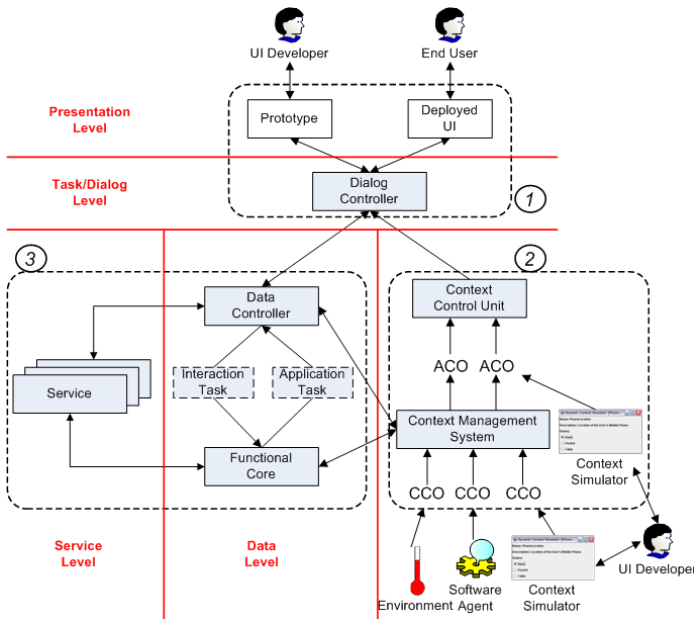 UI Developer
End User
Presentation
Level
Prototype
Deployed
UI
Task/Dialog
Level
Dialog
Controller
1
3
2
Data
Controller
Context
Control Unit
Interaction
Task
Application
Task
ACO
ACO
Service
Context Management
System
Context
Simulator
Functional
Core
CCO
CCO
CCO
Service
Level
Data
Level
Environment
Software
Agent
Context
Simulator
UI Developer